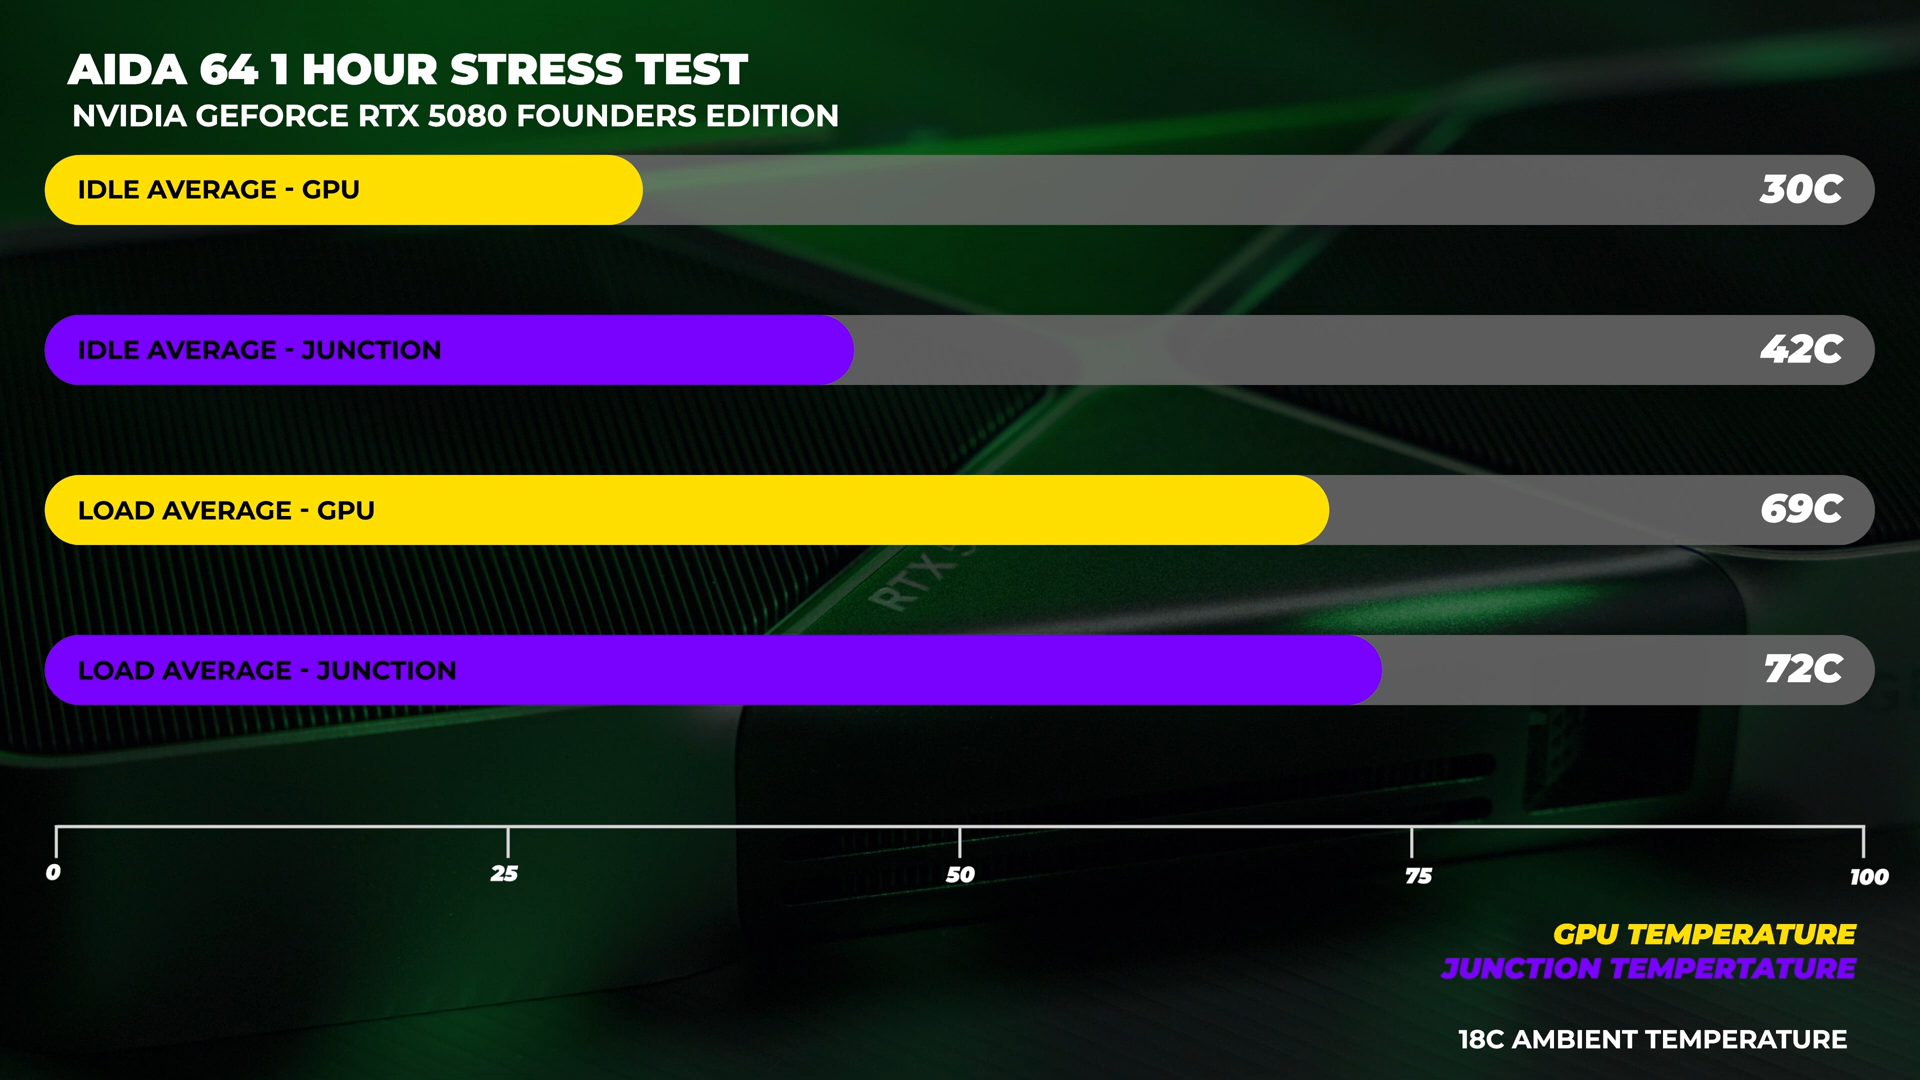 AIDA 64 1 HOUR STRESS TEST
NVIDIA GEFORCE RTX 5080 FOUNDERS EDITION
IDLE AVERAGE - GPU 30C
IDLE AVERAGE - JUNCTION 42C
LOAD AVERAGE - GPU 69C
RTX 5
LOAD AVERAGE - JUNCTION 72C
0 25 50 75 100
GPU TEMPERATURE
JUNCTION TEMPERTATURE
18C AMBIENT TEMPERATURE